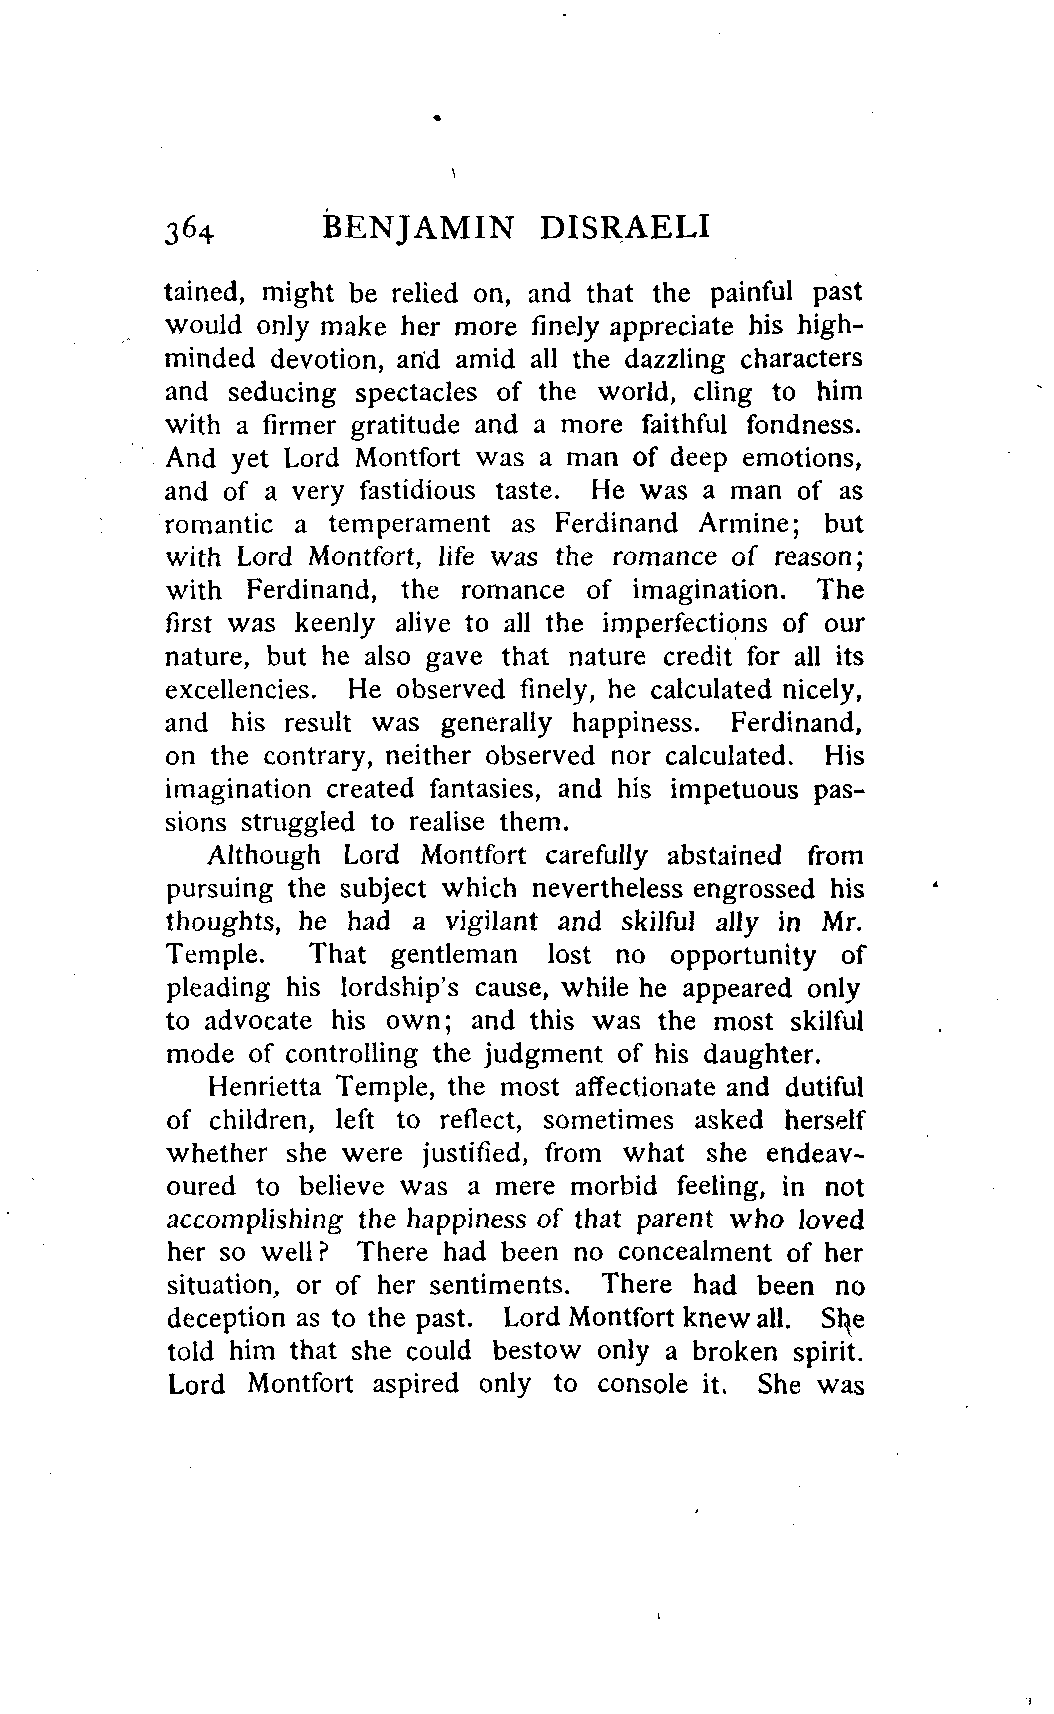 364 BENJAMIN DISRAELI
tained, might be relied on, and that the painful past
would only make her more finely appreciate his high-
minded devotion, and amid all the dazzling characters
and seducing spectacles of the world, cling to him
with a firmer gratitude and a more faithful fondness.
And yet Lord Montfort was a man of deep emotions,
and of a very fastidious taste. He was a man of as
romantic a temperament as Ferdinand Armine; but
with Lord Montfort, life was the romance of reason;
with Ferdinand, the romance of imagination. The
first was keenly alive to all the imperfections of our
nature, but he also gave that nature credit for all its
excellencies. He observed finely, he calculated nicely,
and his result was generally happiness. Ferdinand,
on the contrary, neither observed nor calculated. His
imagination created fantasies, and his impetuous pas-
sions struggled to realise them.
Although Lord Montfort carefully abstained from
pursuing the subject which nevertheless engrossed his
thoughts, he had a vigilant and skilful ally in Mr.
Temple. That gentleman lost no opportunity of
pleading his lordship's cause, while he appeared only
to advocate his own; and this was the most skilful
mode of controlling the judgment of his daughter.
Henrietta Temple, the most affectionate and dutiful
of children, left to reflect, sometimes asked herself
whether she were justified, from what she endeav-
oured to believe was a mere morbid feeling, in not
accomplishing the happiness of that parent who loved
her so well? There had been no concealment of her
situation, or of her sentiments. There had been no
deception as to the past. Lord Montfort knew all. She
told him that she could bestow only a broken spirit.
Lord Montfort aspired only to console it. She was